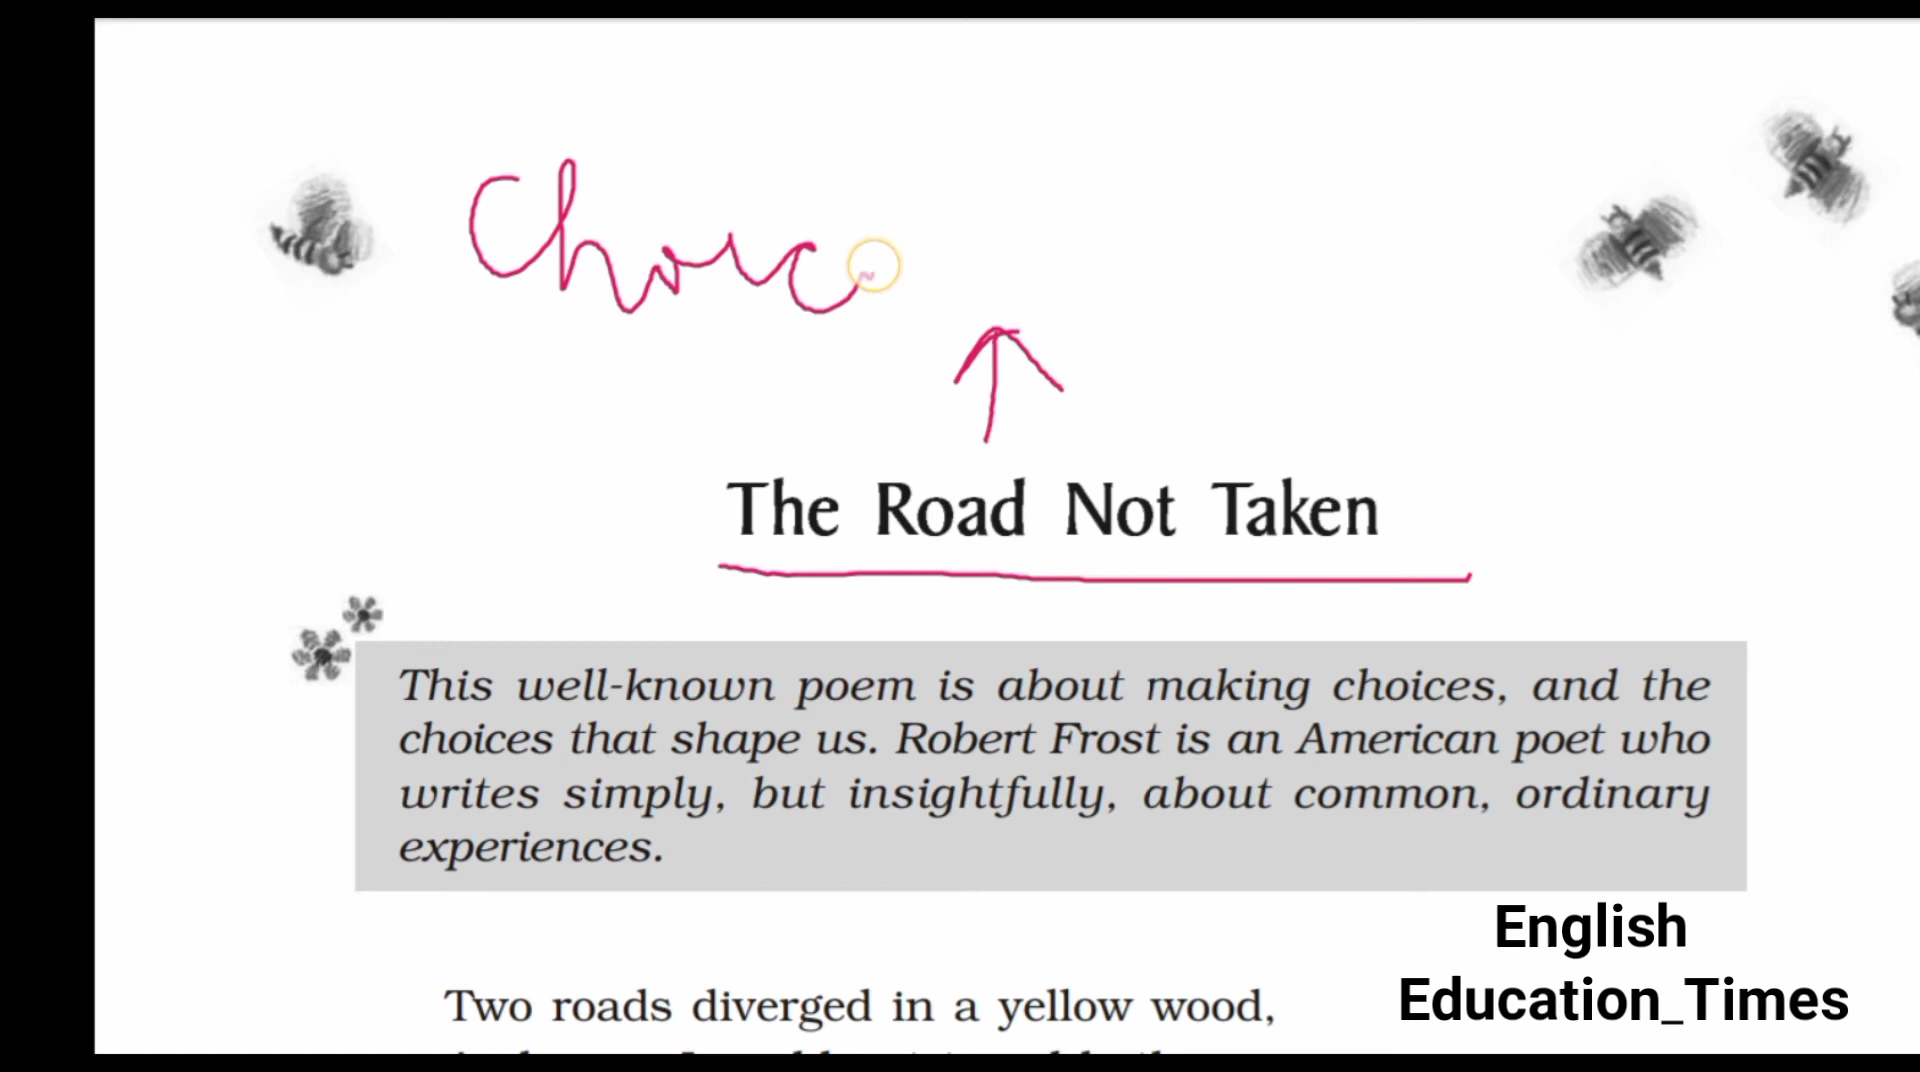 Choic
The Road Not Taken
This well-known poem is about making choices, and the
choices that shape us. Robert Frost is an American poet who
writes simply, but insightfully, about common, ordinary
experiences.
Two roads diverged in a yellow wood,
English
Education_Times